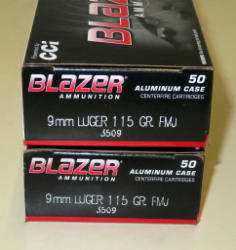 CCI
BLAZER
AMMUNITION
50
ALUMINUM CASE
CENTERFIRE CARTRIDGES
9mm LUGER 115 GR. FMJ
3509
BLAZER
AMMUNITION
50
ALUMINUM CASE
CENTERFIRE CARTRIDGES
9mm LUGER 115 GR. FMJ
3509